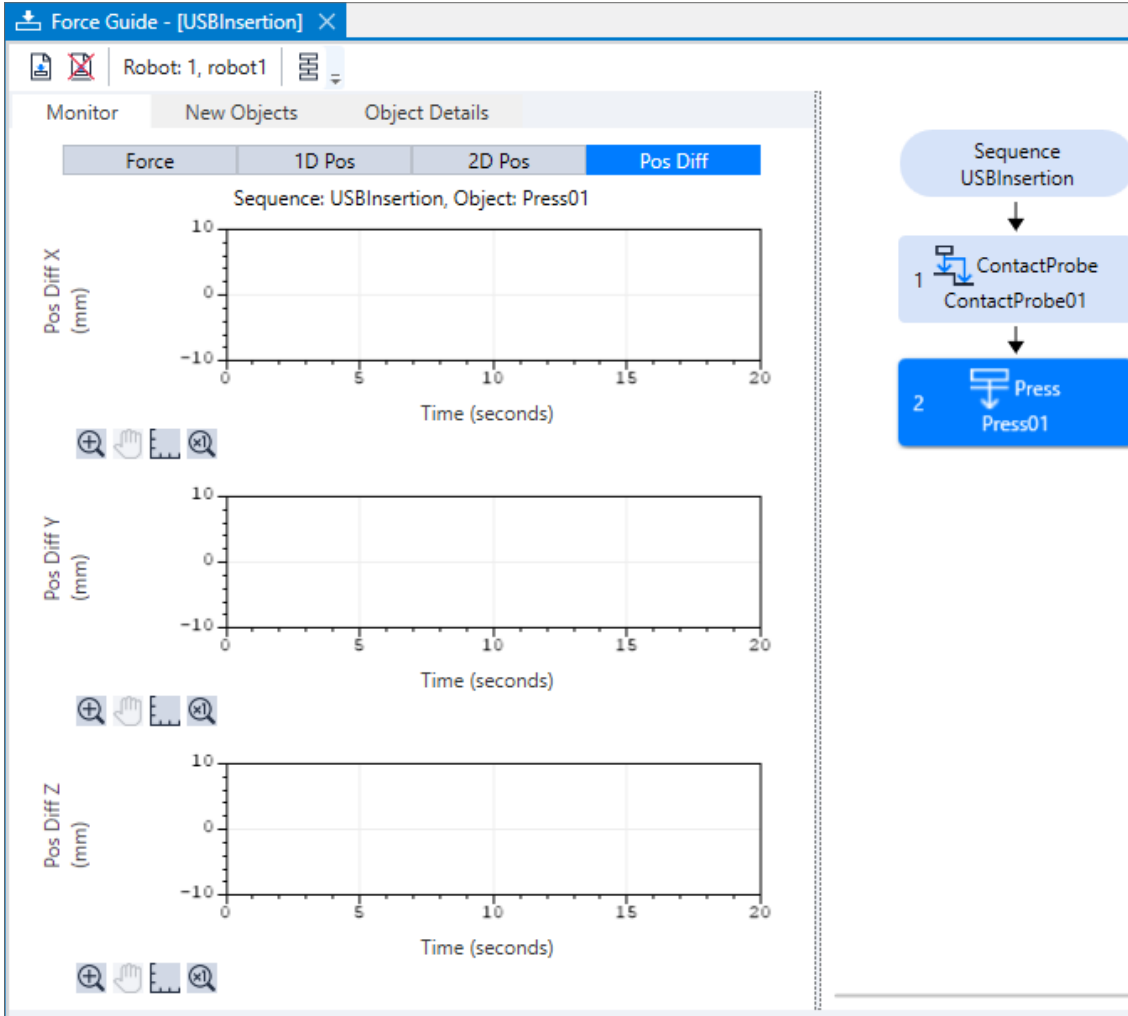 Force Guide - [USBInsertion]
Robot: 1, robot1
Monitor New Objects Object Details
Force 1D Pos 2D Pos Pos Diff
Sequence: USBInsertion, Object: Press01
Pos Diff X
(mm)
10
0
-10
0 5 10 15 20
Time (seconds)
x1
Pos Diff Y
(mm)
10
0
-10
0 5 10 15 20
Time (seconds)
x1
Pos Diff Z
(mm)
10
0
-10
0 5 10 15 20
Time (seconds)
x1
Sequence
USBInsertion
1 ContactProbe
ContactProbe01
2 Press
Press01